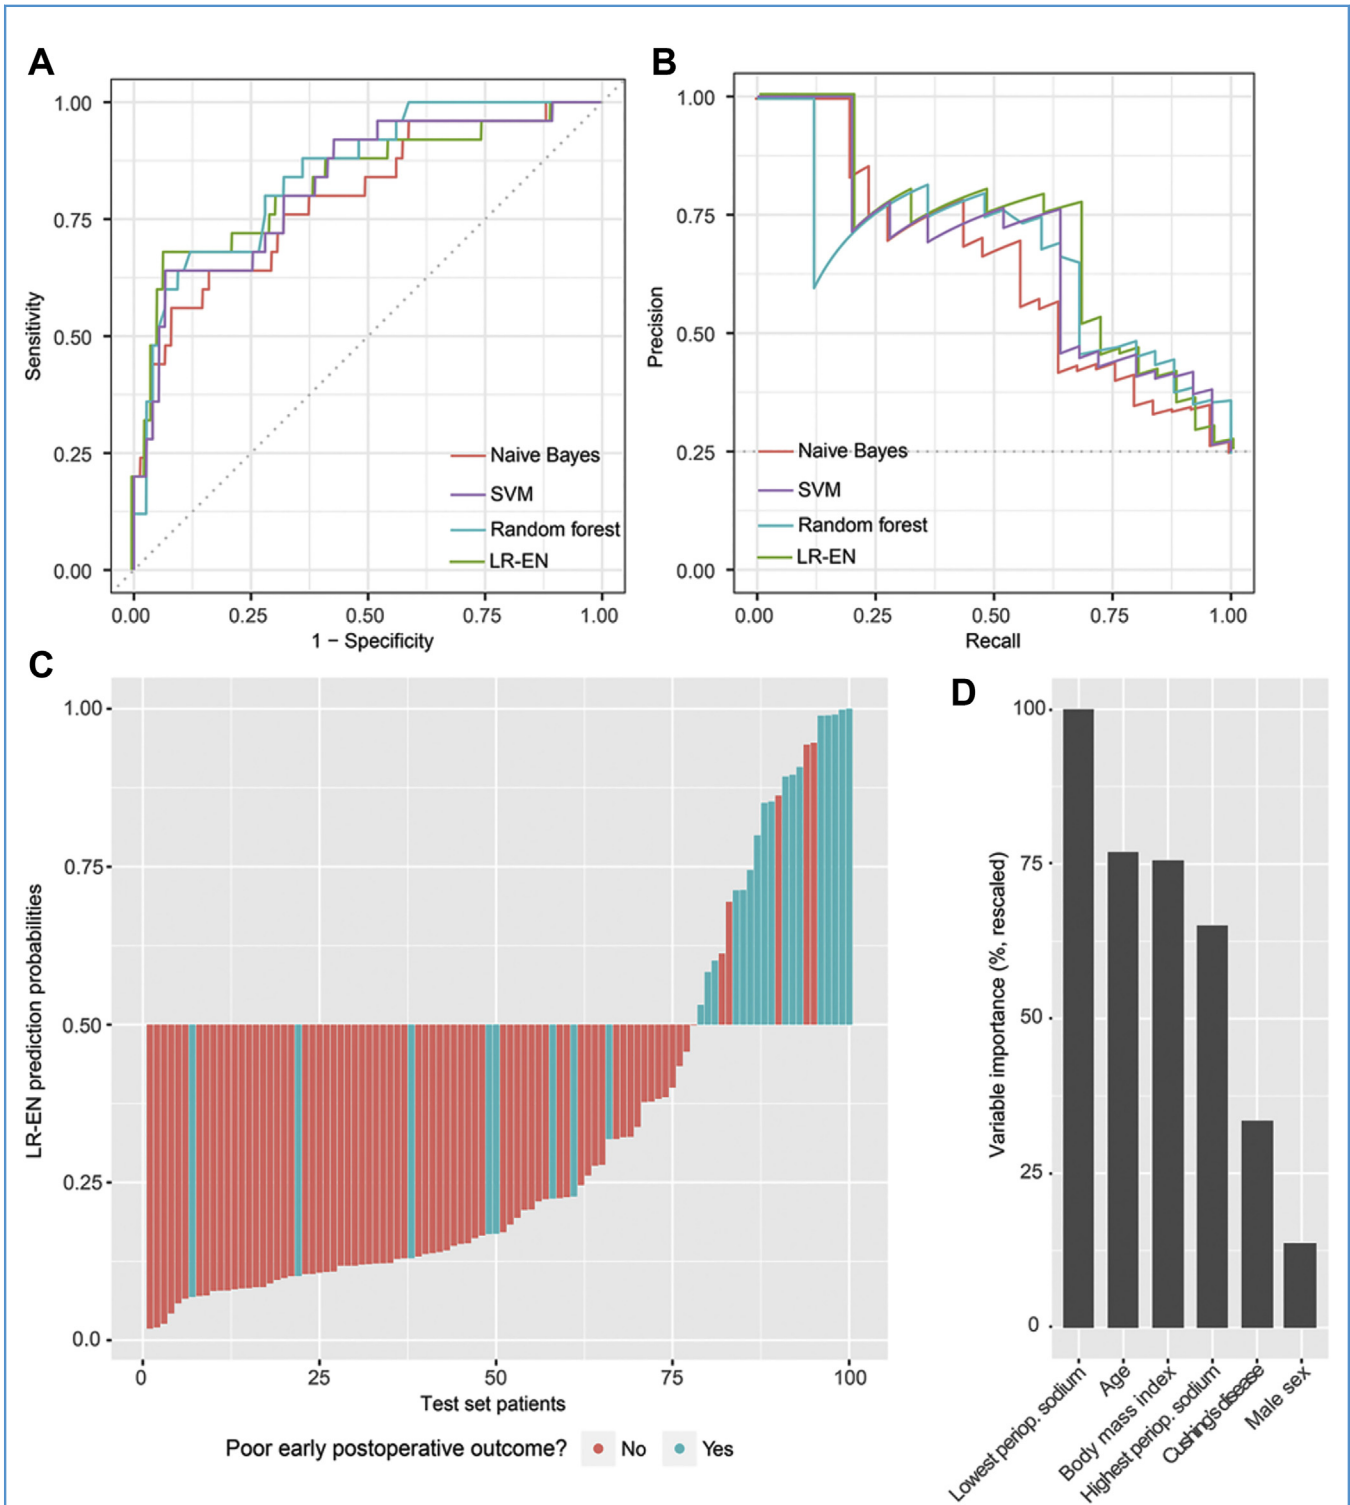 A
1.00
0.75
0.50
0.25
0.00
Sensitivity
Naive Bayes
SVM
Random forest
LR-EN
0.00 0.25 0.50 0.75 1.00
1 − Specificity
B
1.00
0.75
0.50
0.25
0.00
Precision
Naive Bayes
SVM
Random forest
LR-EN
0.00 0.25 0.50 0.75 1.00
Recall
C
1.00
0.75
0.50
0.25
0.0
LR-EN prediction probabilities
0 25 50 75 100
Test set patients
Poor early postoperative outcome? No Yes
D
100
75
50
25
0
Variable importance (%, rescaled)
Lowest periop. sodium
Age
Body mass index
Highest periop. sodium
Cushing's disease
Male sex